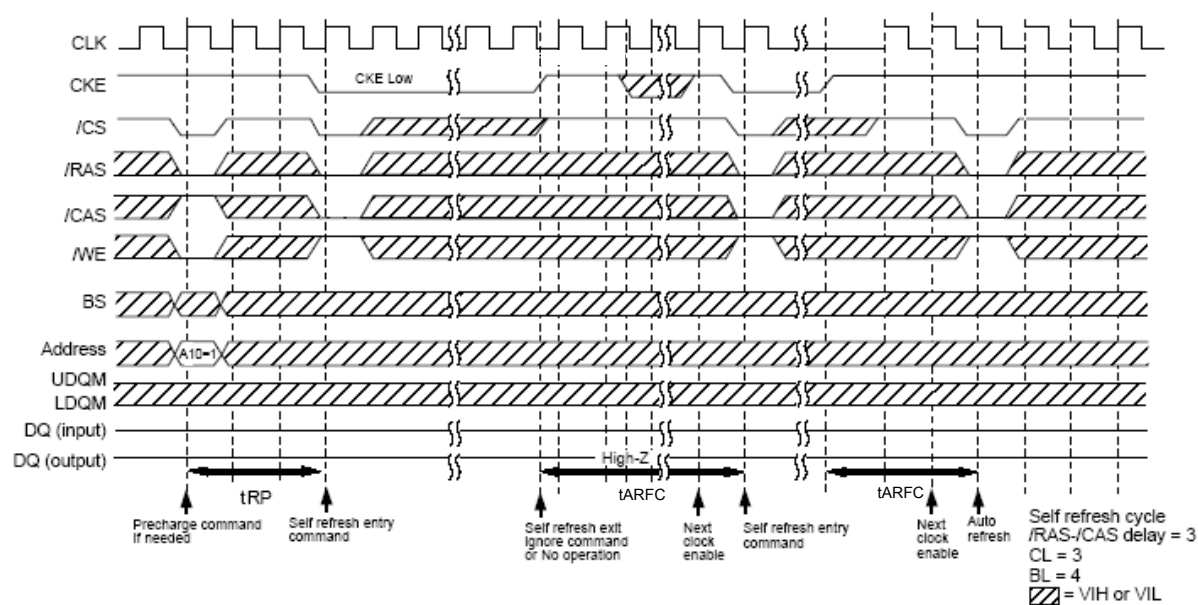 CLK
CKE
CKE Low
/CS
/RAS
/CAS
/WE
BS
Address
A10=1
UDQM
LDQM
DQ (input)
DQ (output)
High-Z
tRP
tARFC
tARFC
Precharge command
If needed
Self refresh entry
command
Self refresh exit
Ignore command
or No operation
Next
clock
enable
Self refresh entry
command
Next
clock
enable
Auto
refresh
Self refresh cycle
/RAS-/CAS delay = 3
CL = 3
BL = 4
= VIH or VIL